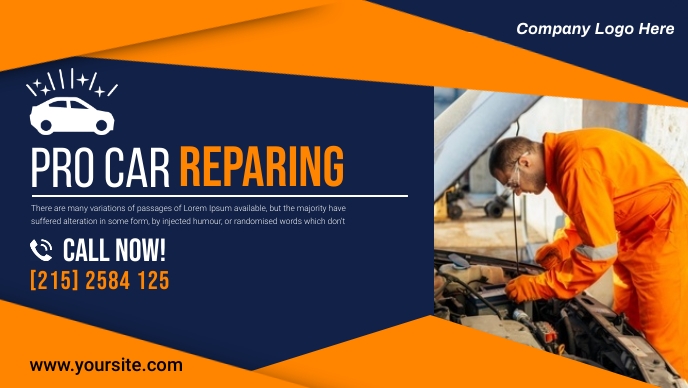 Company Logo Here
PRO CAR REPARING
There are many variations of passages of Lorem Ipsum available, but the majority have
suffered alteration in some form, by injected humour, or randomised words which don't
CALL NOW!
[215] 2584 125
www.yoursite.com